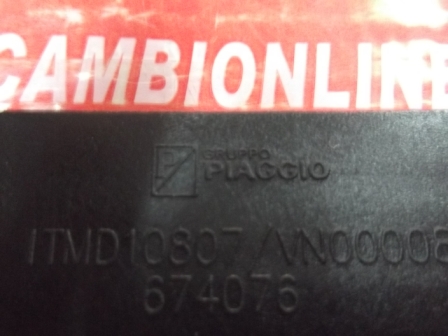 CAMBIONLINE
GRUPPO
PIAGGIO
ITMD10807/VN00008
674076